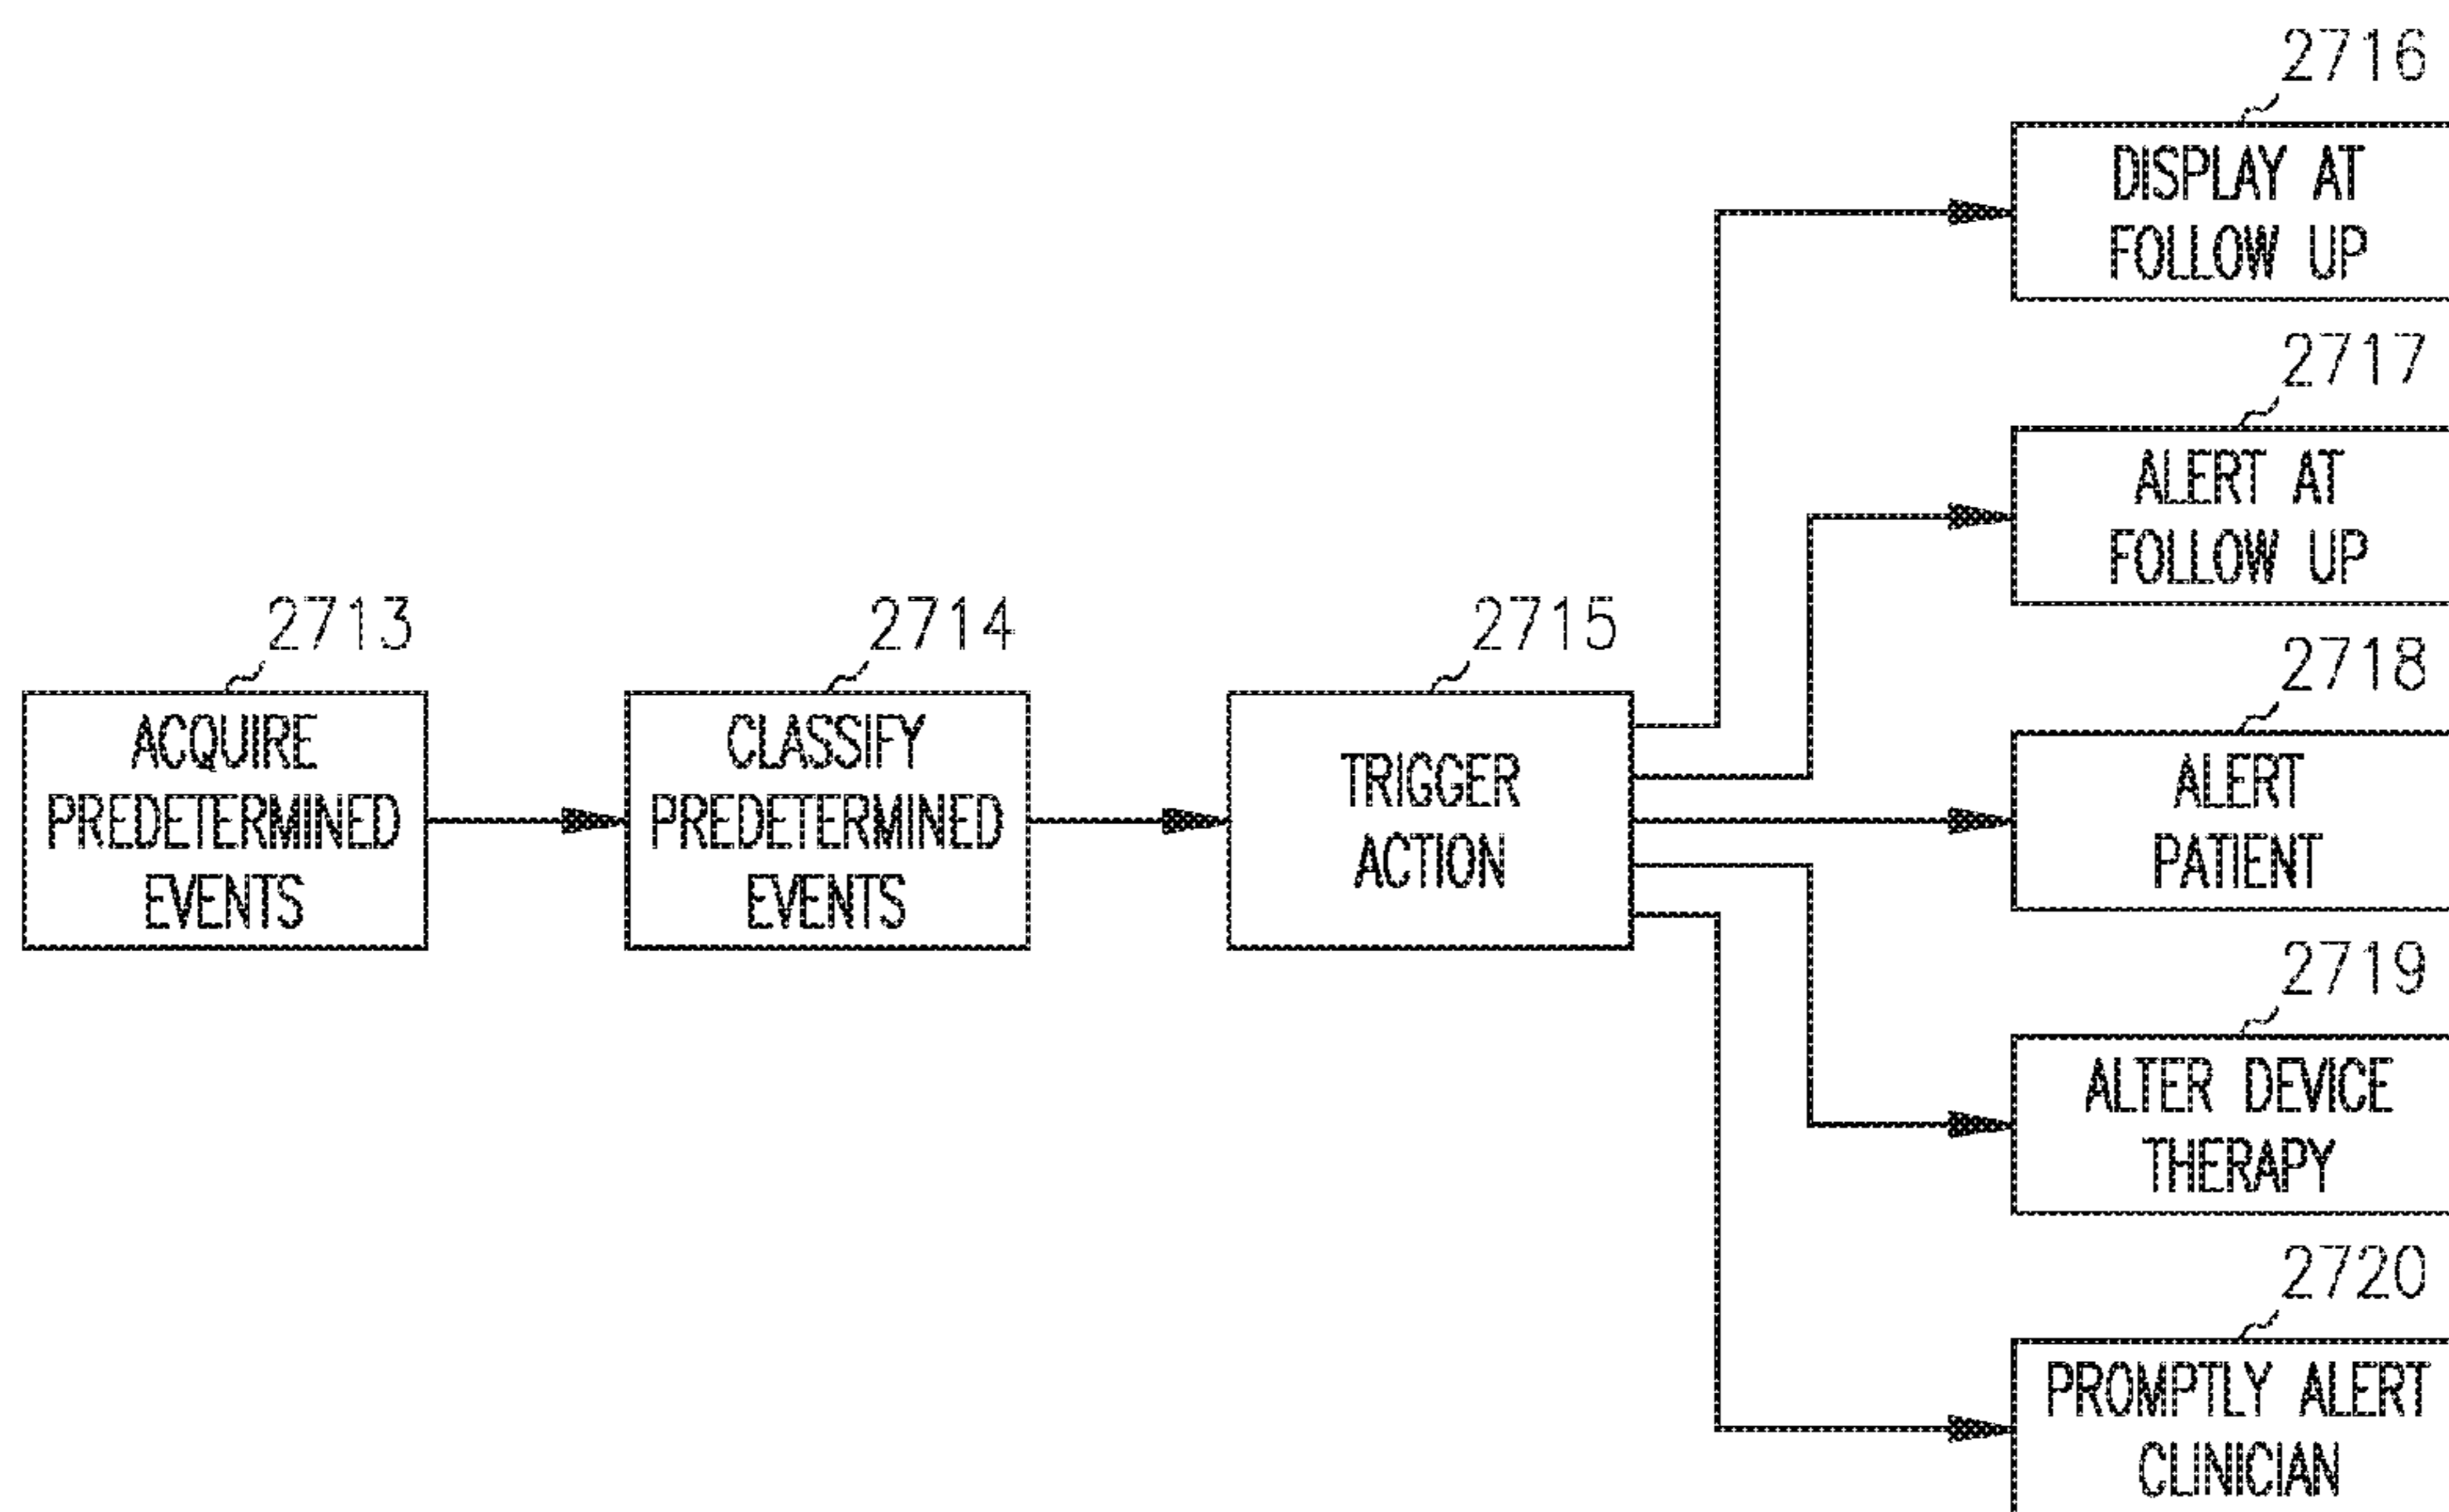 2713
ACQUIRE
PREDETERMINED
EVENTS
2714
CLASSIFY
PREDETERMINED
EVENTS
2715
TRIGGER
ACTION
2716
DISPLAY AT
FOLLOW UP
2717
ALERT AT
FOLLOW UP
2718
ALERT
PATIENT
2719
ALTER DEVICE
THERAPY
2720
PROMPTLY ALERT
CLINICIAN